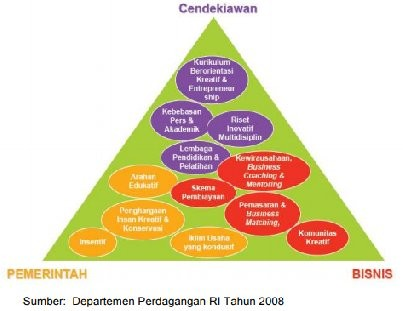 Cendekiawan
Kurikulum
Berorientasi
Kreatif &
Entrepreneur
ship
Kebebasan
Pers &
Akademik
Riset
Inovatif
Multidisiplin
Lembaga
Pendidikan &
Pelatihan
Kewirausahaan,
Business
Coaching &
Mentoring
Arahan
Edukatif
Skema
Pembiayaan
Pemasaran &
Business
Matching,
Penghargaan
Insan Kreatif &
Konservasi
Insentif
Iklim Usaha
yang kondusif
Komunitas
Kreatif
PEMERINTAH
BISNIS
Sumber: Departemen Perdagangan RI Tahun 2008